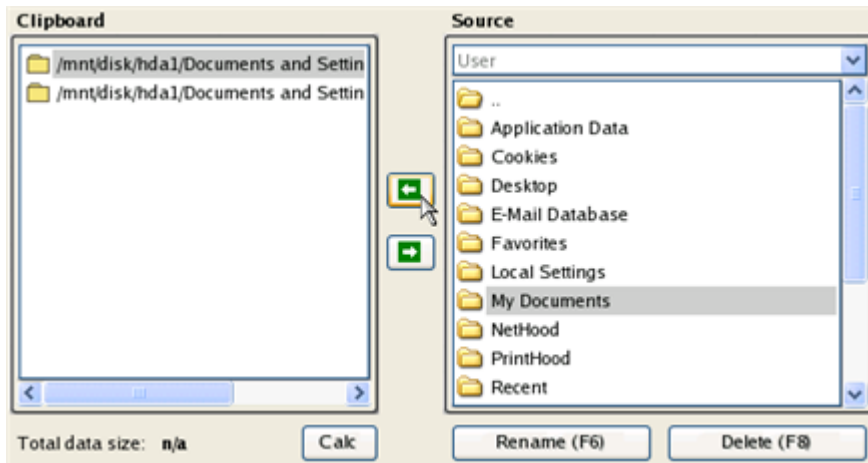 Clipboard
/mnt/disk/hda1/Documents and Settin
/mnt/disk/hda1/Documents and Settin
Total data size: n/a
Calc
Source
User
..
Application Data
Cookies
Desktop
E-Mail Database
Favorites
Local Settings
My Documents
NetHood
PrintHood
Recent
Rename (F6)
Delete (F8)